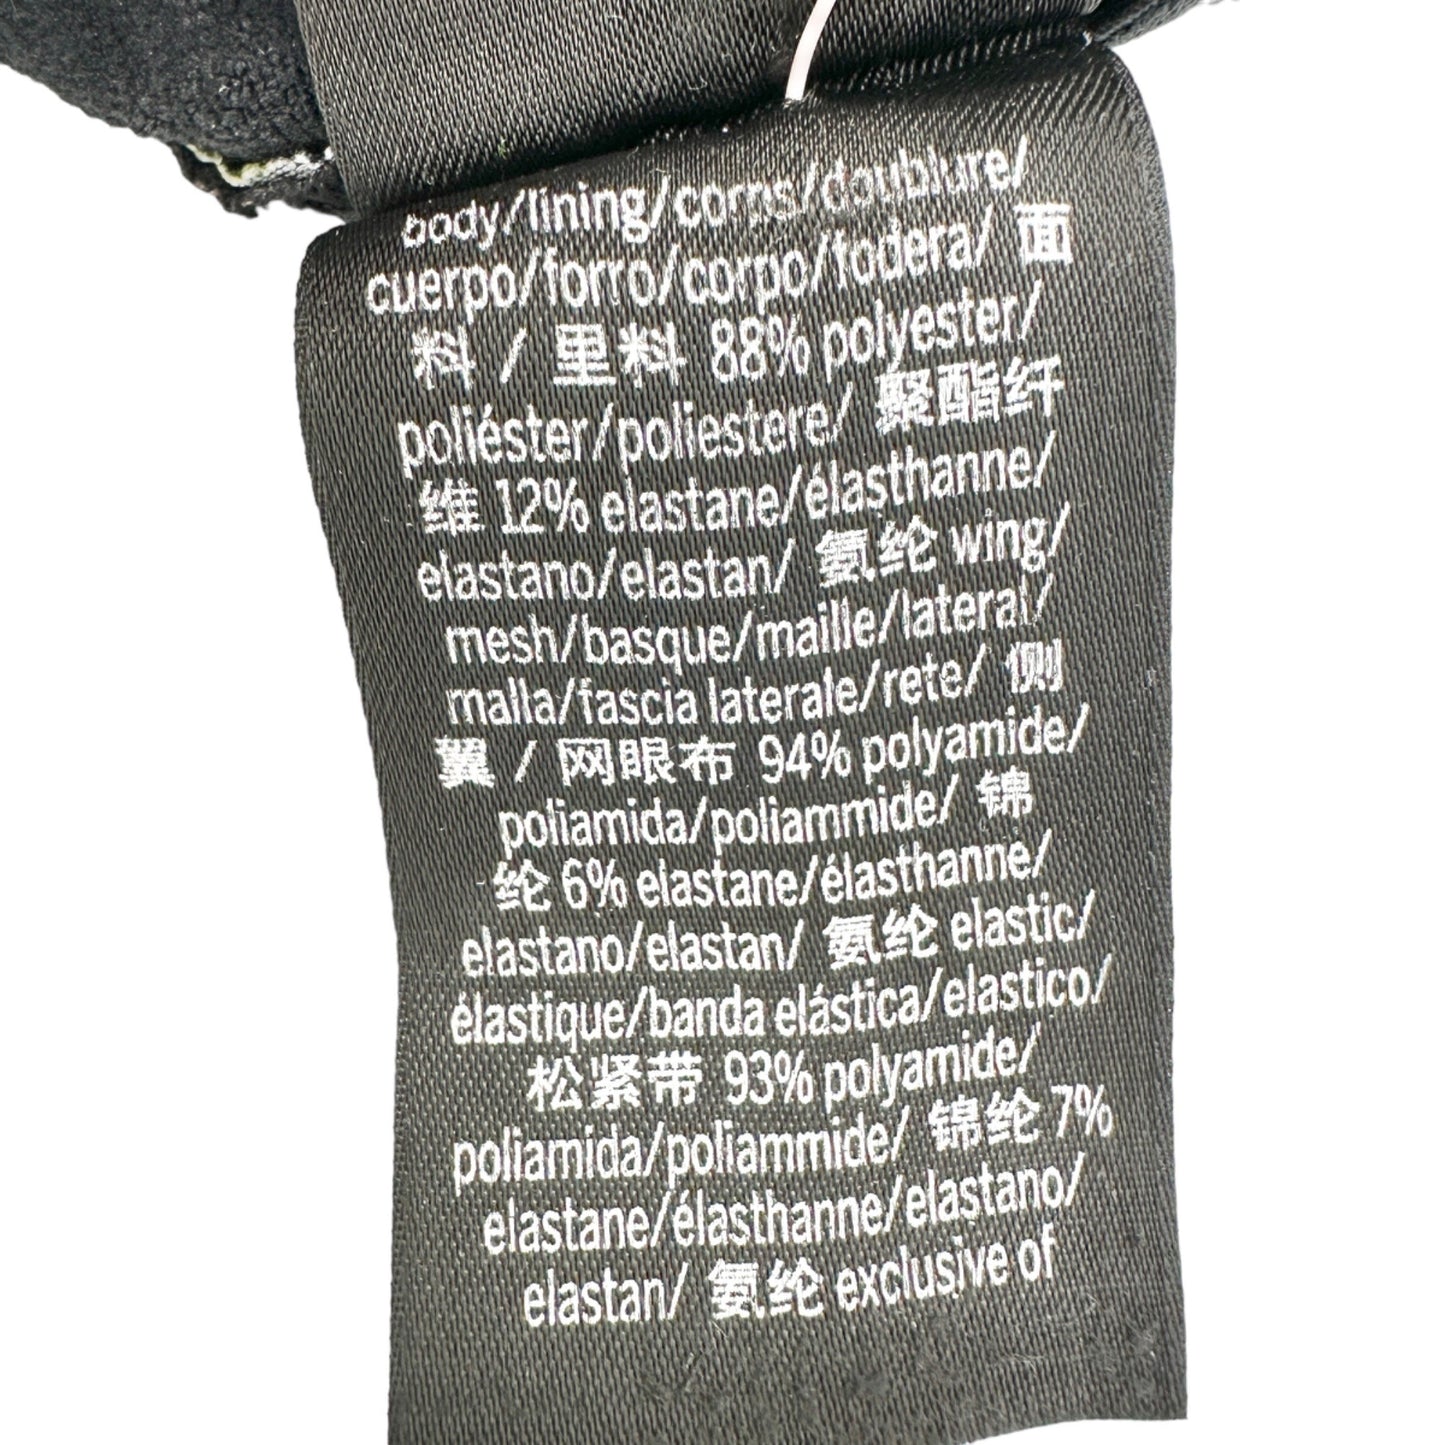 body/lining/corps/doublure/
cuerpo/forro/corpo/fodera/ 面
料 / 里料 88% polyester/
poliéster/poliestere/ 聚酯纤
维 12% elastane/élasthanne/
elastano/elastan/ 氨纶 wing/
mesh/basque/maille/lateral/
malla/fascia laterale/rete/ 侧
翼 / 网眼布 94% polyamide/
poliamida/poliammide/ 锦
纶 6% elastane/élasthanne/
elastano/elastan/ 氨纶 elastic/
élastique/banda elástica/elastico/
松紧带 93% polyamide/
poliamida/poliammide/ 锦纶 7%
elastane/élasthanne/elastano/
elastan/ 氨纶 exclusive of